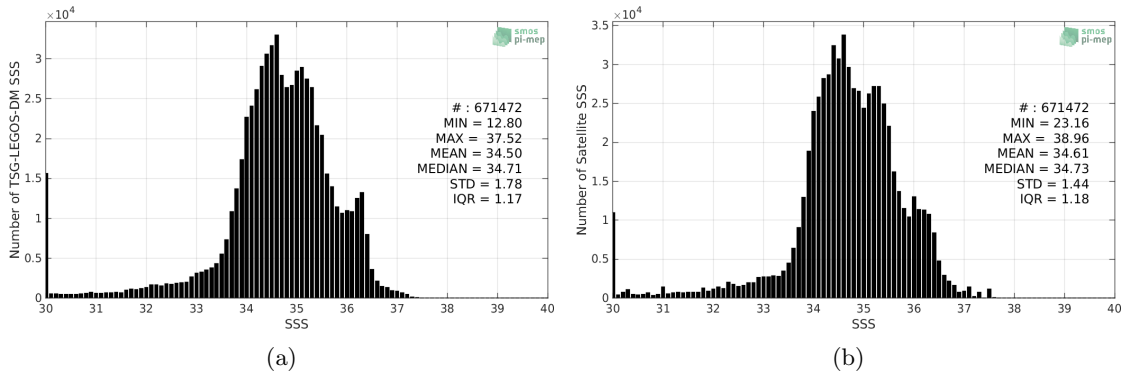 ×10⁴
3
2.5
2
1.5
1
0.5
0
Number of TSG-LEGOS-DM SSS
smos
pi-mep
# : 671472
MIN = 12.80
MAX = 37.52
MEAN = 34.50
MEDIAN = 34.71
STD = 1.78
IQR = 1.17
30 31 32 33 34 35 36 37 38 39 40
SSS
(a)
×10⁴
3.5
3
2.5
2
1.5
1
0.5
0
Number of Satellite SSS
smos
pi-mep
# : 671472
MIN = 23.16
MAX = 38.96
MEAN = 34.61
MEDIAN = 34.73
STD = 1.44
IQR = 1.18
30 31 32 33 34 35 36 37 38 39 40
SSS
(b)